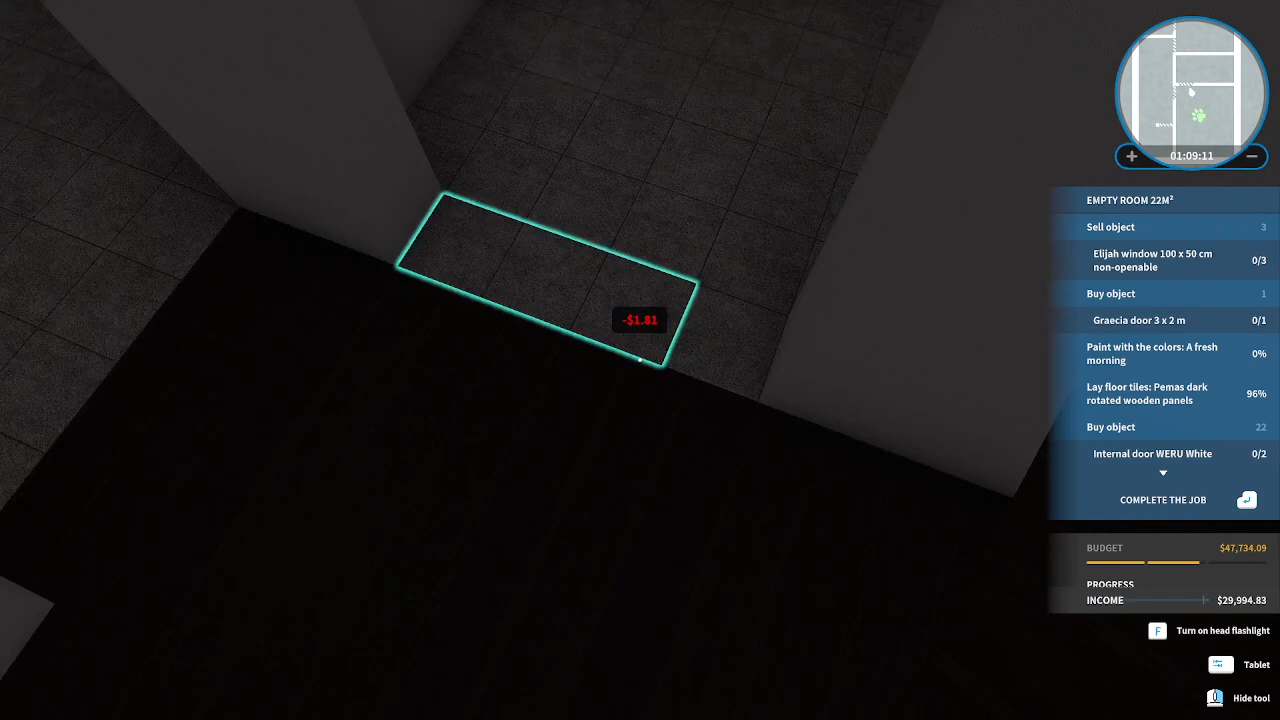 01:09:11
EMPTY ROOM 22M²
Sell object 3
Elijah window 100 x 50 cm
non-openable 0/3
Buy object 1
Graecia door 3 x 2 m 0/1
Paint with the colors: A fresh
morning 0%
Lay floor tiles: Pemas dark
rotated wooden panels 96%
Buy object 22
Internal door WERU White 0/2
COMPLETE THE JOB
-$1.81
BUDGET $47,734.09
PROGRESS
INCOME $29,994.83
F Turn on head flashlight
Tablet
Hide tool